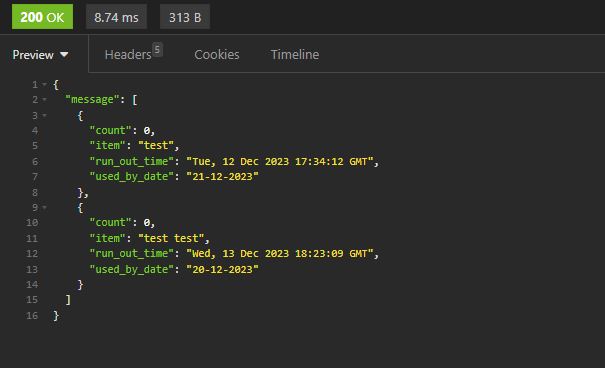 200 OK 8.74 ms 313 B
Preview Headers 5 Cookies Timeline
1 {
2 "message": [
3 {
4 "count": 0,
5 "item": "test",
6 "run_out_time": "Tue, 12 Dec 2023 17:34:12 GMT",
7 "used_by_date": "21-12-2023"
8 },
9 {
10 "count": 0,
11 "item": "test test",
12 "run_out_time": "Wed, 13 Dec 2023 18:23:09 GMT",
13 "used_by_date": "20-12-2023"
14 }
15 ]
16 }